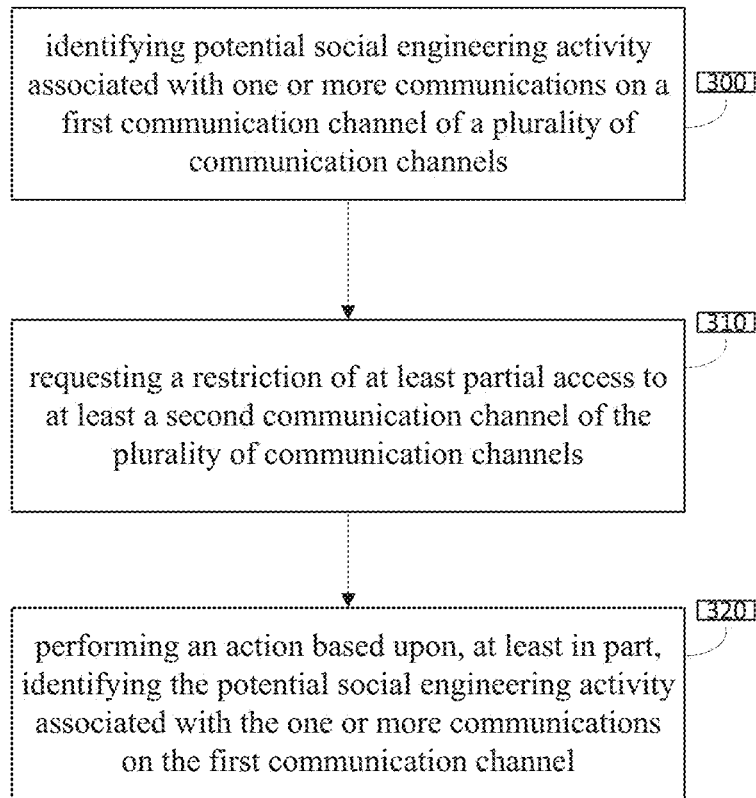 identifying potential social engineering activity
associated with one or more communications on a
first communication channel of a plurality of
communication channels
300
requesting a restriction of at least partial access to
at least a second communication channel of the
plurality of communication channels
310
performing an action based upon, at least in part,
identifying the potential social engineering activity
associated with the one or more communications
on the first communication channel
320